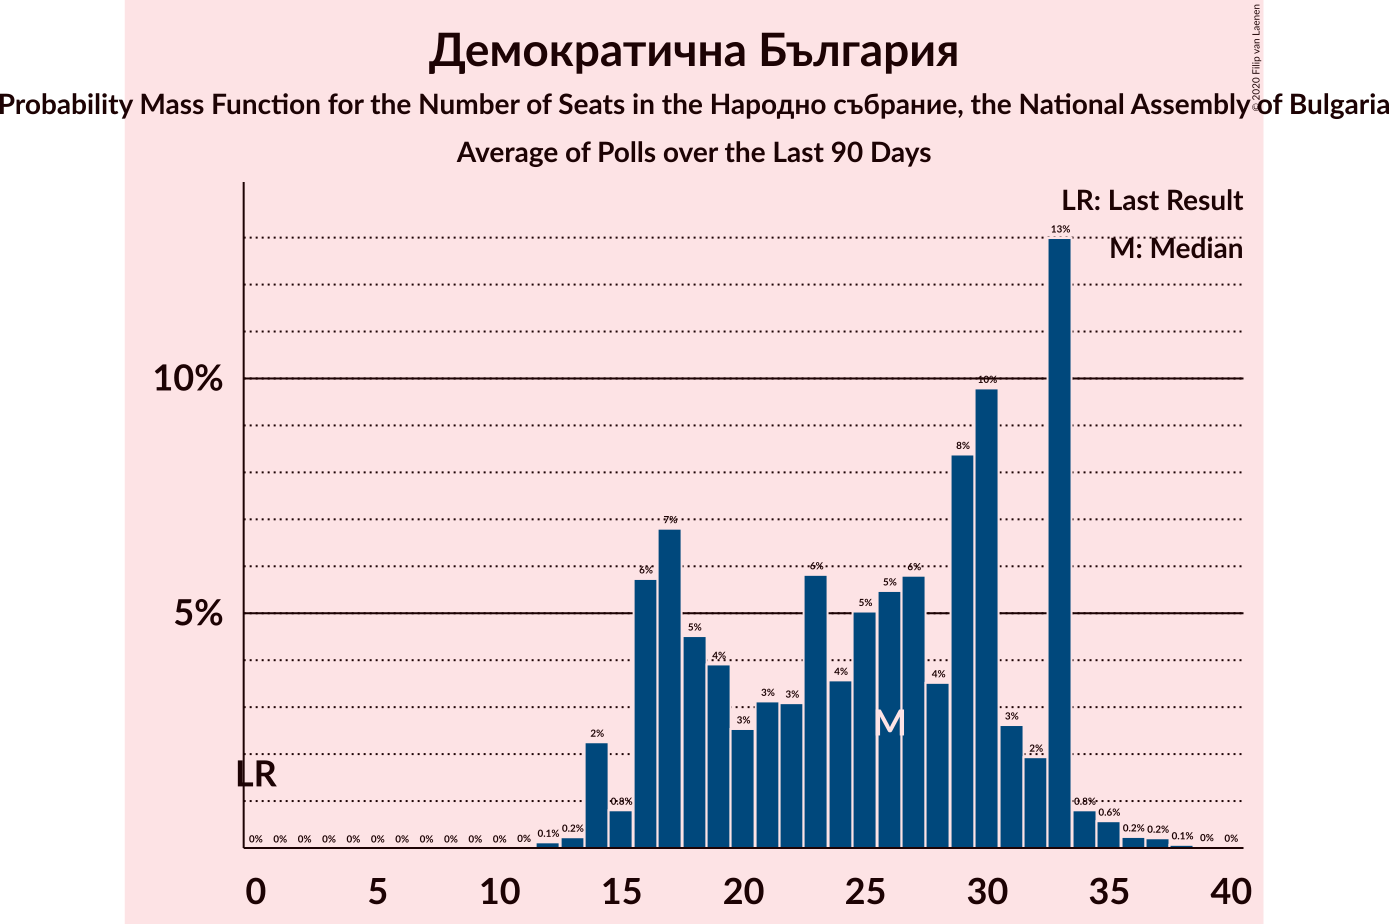 Демократична България
Probability Mass Function for the Number of Seats in the Народно събрание, the National Assembly of Bulgaria
Average of Polls over the Last 90 Days
© 2020 Filip van Laenen
LR: Last Result
M: Median
13%
10%
10%
8%
7%
6%
6%
6%
5%
5%
5%
5%
4%
4%
4%
3%
3%
3%
3%
M
2%
2%
LR
0.8%
0.8%
0.6%
0% 0% 0% 0% 0% 0% 0% 0% 0% 0% 0% 0% 0.1% 0.2% 0.2% 0.2% 0.1% 0% 0%
0 5 10 15 20 25 30 35 40